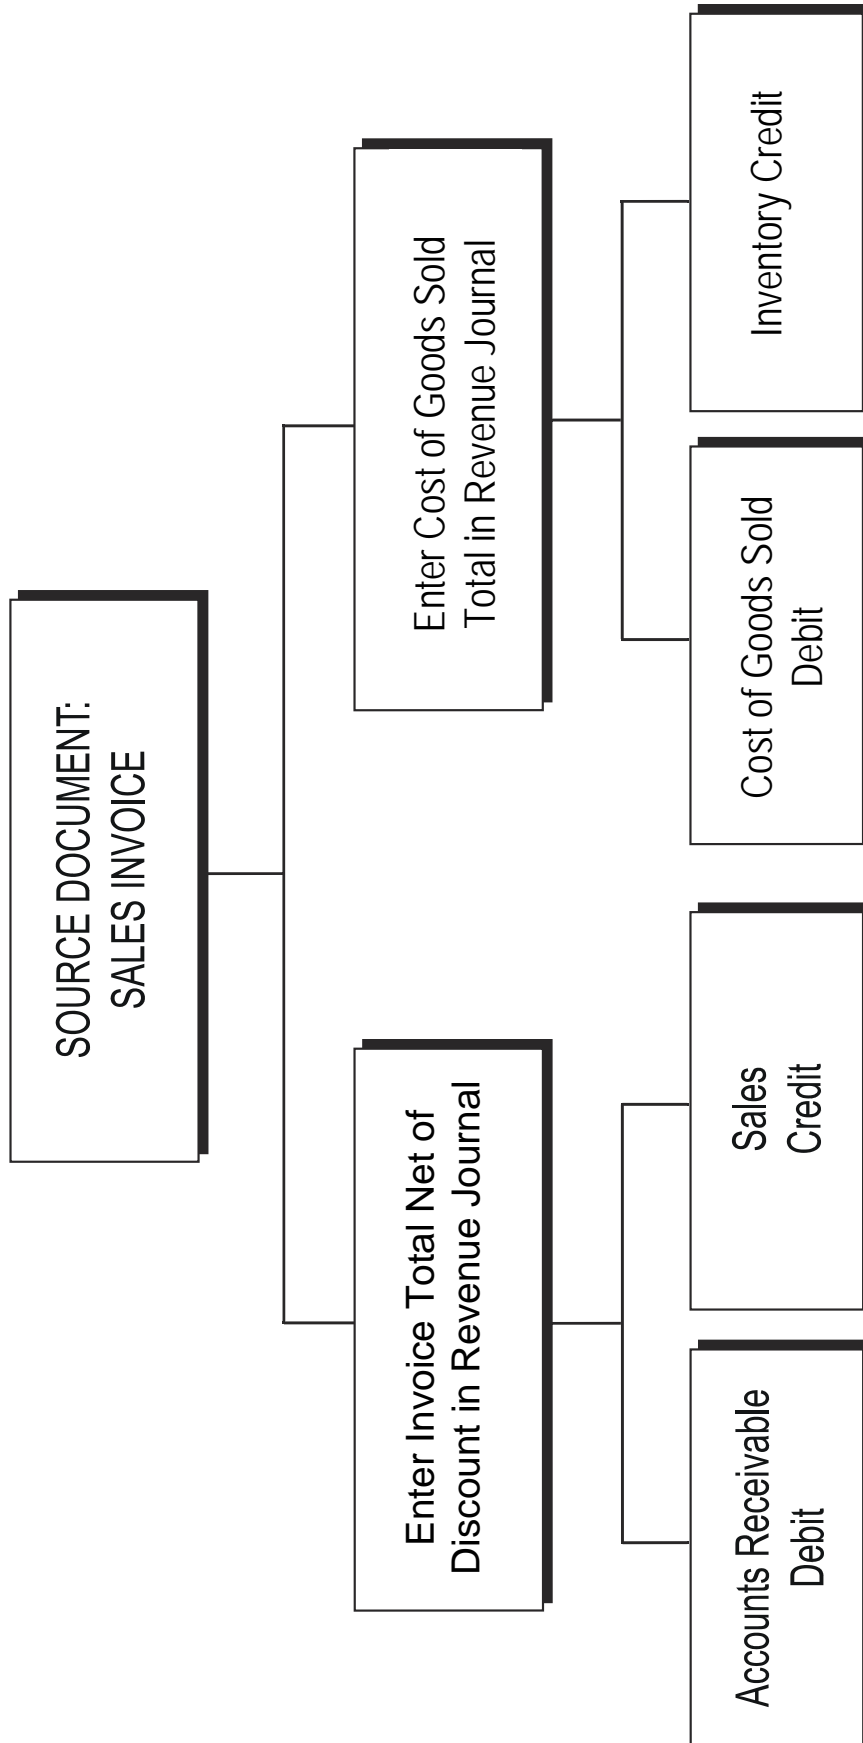 SOURCE DOCUMENT:
SALES INVOICE
Enter Invoice Total Net of
Discount in Revenue Journal
Enter Cost of Goods Sold
Total in Revenue Journal
Accounts Receivable
Debit
Sales
Credit
Cost of Goods Sold
Debit
Inventory Credit